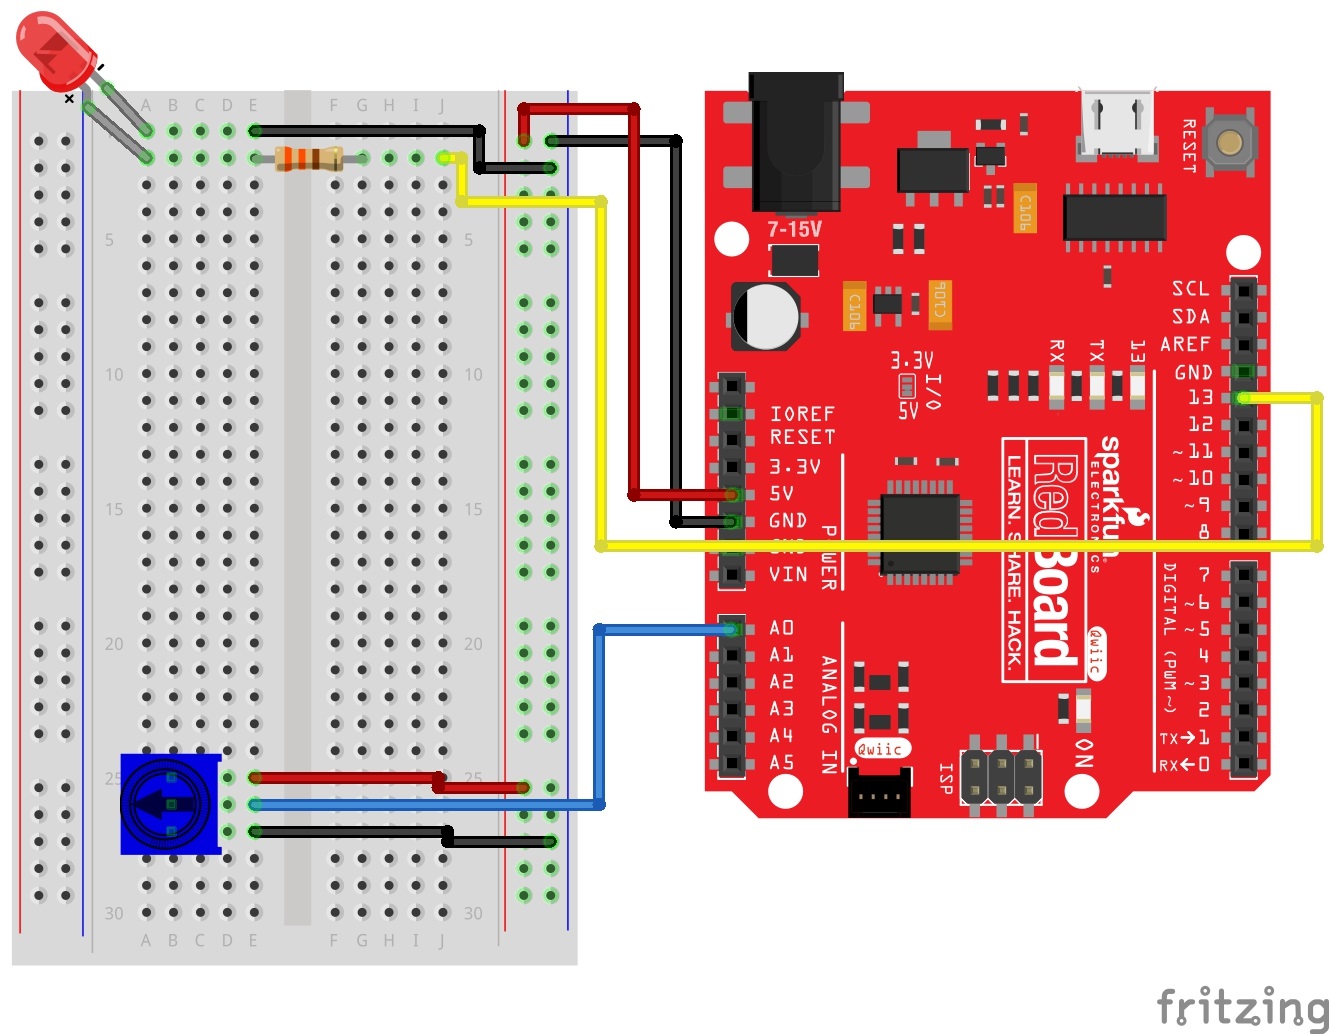 A B C D E F G H I J
5 5
10 10
15 15
20 20
25 25
30 30
A B C D E F G H I J
7-15V
RESET
C106
C106
C106
3.3V
I/O
5V
RX
TX
13
IOREF
RESET
3.3V
5V
GND
GND
VIN
POWER
A0
A1
A2
A3
A4
A5
ANALOG IN
SCL
SDA
AREF
GND
13
12
~11
~10
~9
8
7
~6
~5
4
~3
2
TX→1
RX←0
DIGITAL (PWM~)
sparkfun
ELECTRONICS
RedBoard
LEARN. SHARE. HACK.
Qwiic
Qwiic
ISP
ON
fritzing